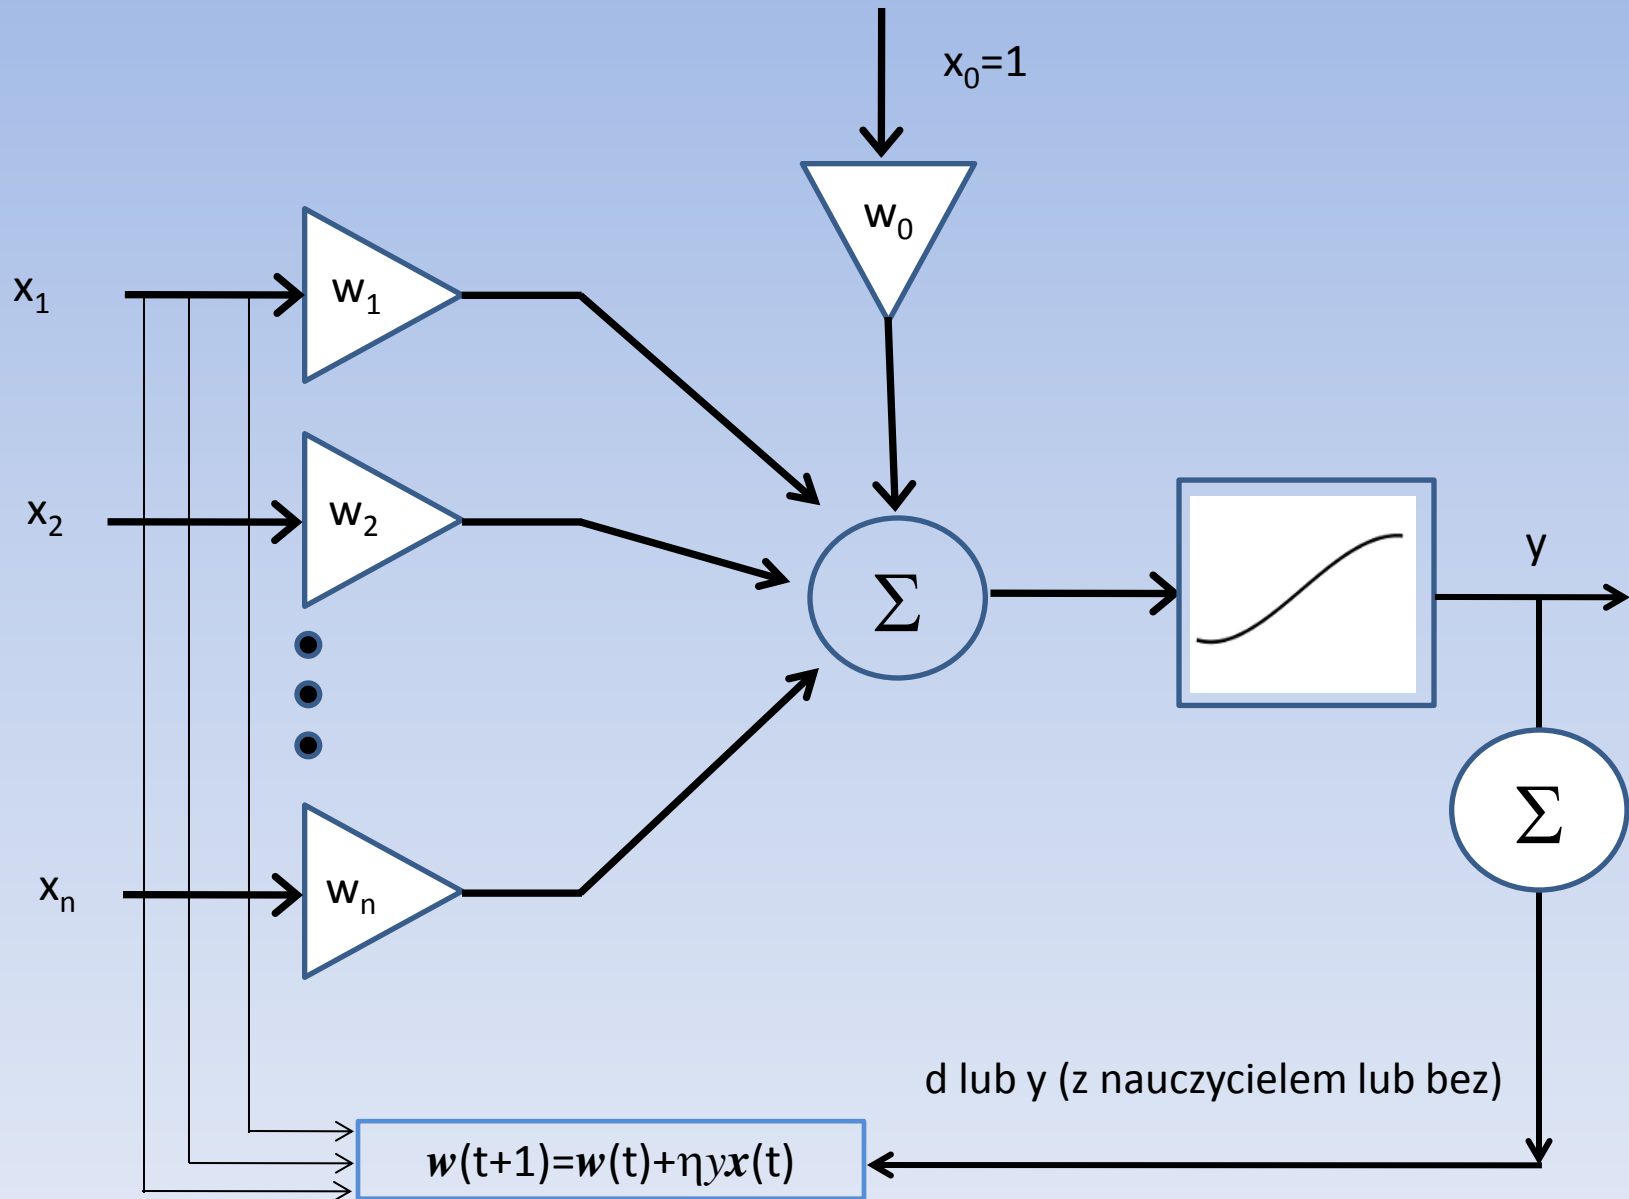 x₀=1
w₀
x₁
w₁
x₂
w₂
Σ
y
Σ
xₙ
wₙ
d lub y (z nauczycielem lub bez)
w(t+1)=w(t)+ηyx(t)